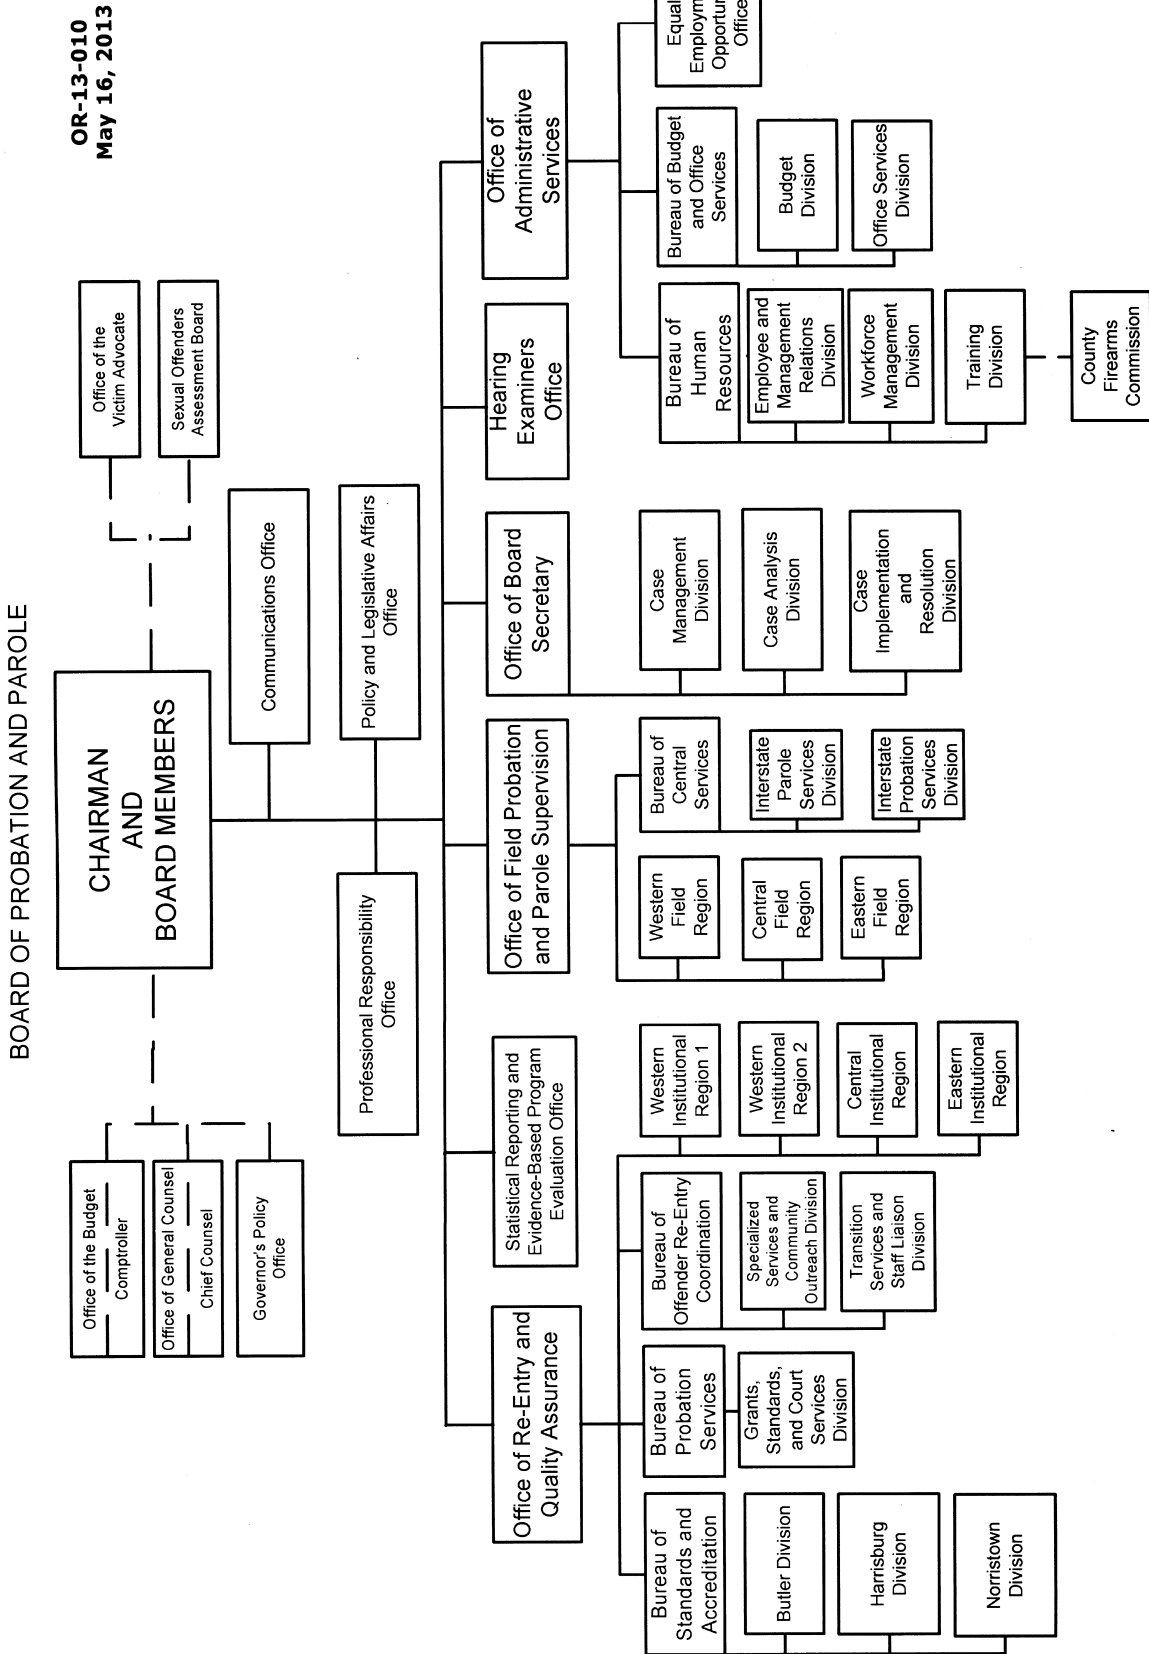 BOARD OF PROBATION AND PAROLE
OR-13-010
May 16, 2013
CHAIRMAN
AND
BOARD MEMBERS
Office of the Budget
Comptroller
Office of General Counsel
Chief Counsel
Governor's Policy
Office
Office of the
Victim Advocate
Sexual Offenders
Assessment Board
Communications Office
Professional Responsibility
Office
Policy and Legislative Affairs
Office
Office of Re-Entry and
Quality Assurance
Statistical Reporting and
Evidence-Based Program
Evaluation Office
Office of Field Probation
and Parole Supervision
Office of Board
Secretary
Hearing
Examiners
Office
Office of
Administrative
Services
Bureau of
Standards and
Accreditation
Butler Division
Harrisburg
Division
Norristown
Division
Bureau of
Probation
Services
Grants,
Standards,
and Court
Services
Division
Bureau of
Offender Re-Entry
Coordination
Specialized
Services and
Community
Outreach Division
Transition
Services and
Staff Liaison
Division
Western
Institutional
Region 1
Western
Institutional
Region 2
Central
Institutional
Region
Eastern
Institutional
Region
Western
Field
Region
Central
Field
Region
Eastern
Field
Region
Bureau of
Central
Services
Interstate
Parole
Services
Division
Interstate
Probation
Services
Division
Case
Management
Division
Case Analysis
Division
Case
Implementation
and
Resolution
Division
Bureau of
Human
Resources
Employee and
Management
Relations
Division
Workforce
Management
Division
Training
Division
County
Firearms
Commission
Bureau of Budget
and Office
Services
Budget
Division
Office Services
Division
Equal
Employm
Opportur
Office